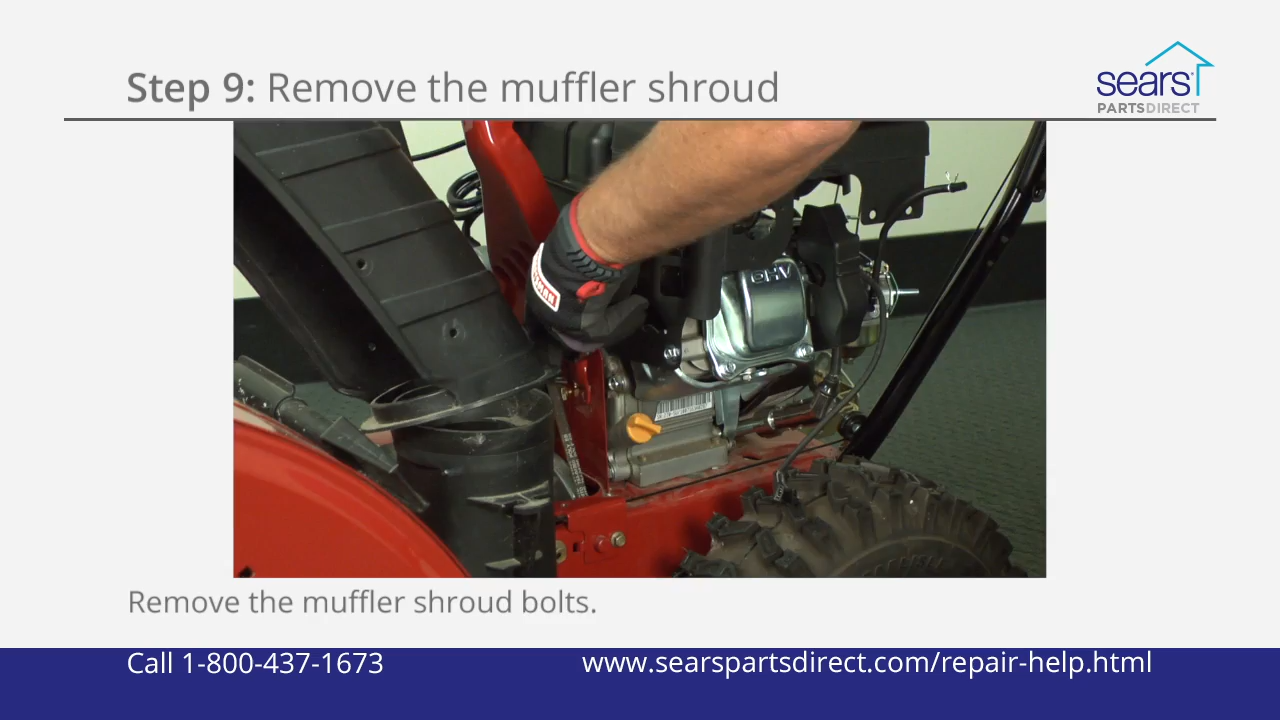 Step 9: Remove the muffler shroud
sears
PARTSDIRECT
OHV
Remove the muffler shroud bolts.
Call 1-800-437-1673
www.searspartsdirect.com/repair-help.html